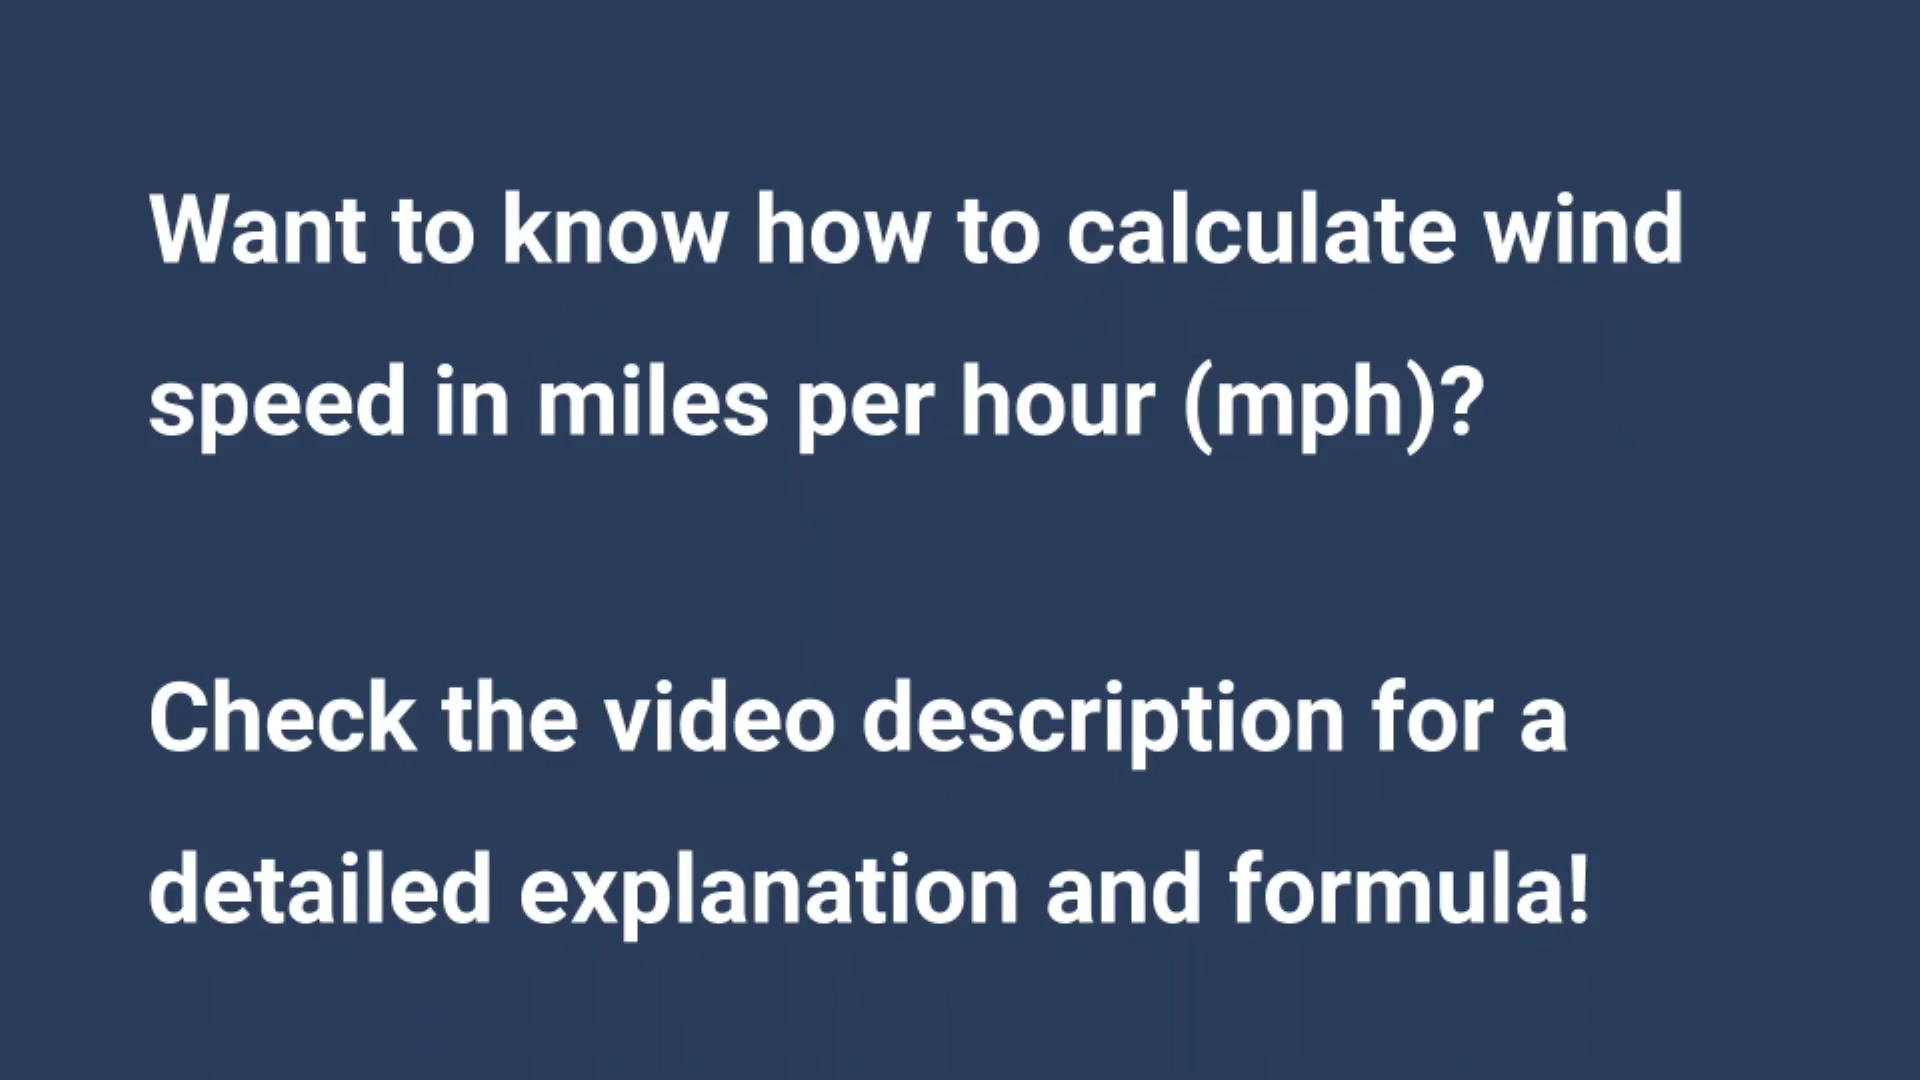 Want to know how to calculate wind
speed in miles per hour (mph)?
Check the video description for a
detailed explanation and formula!